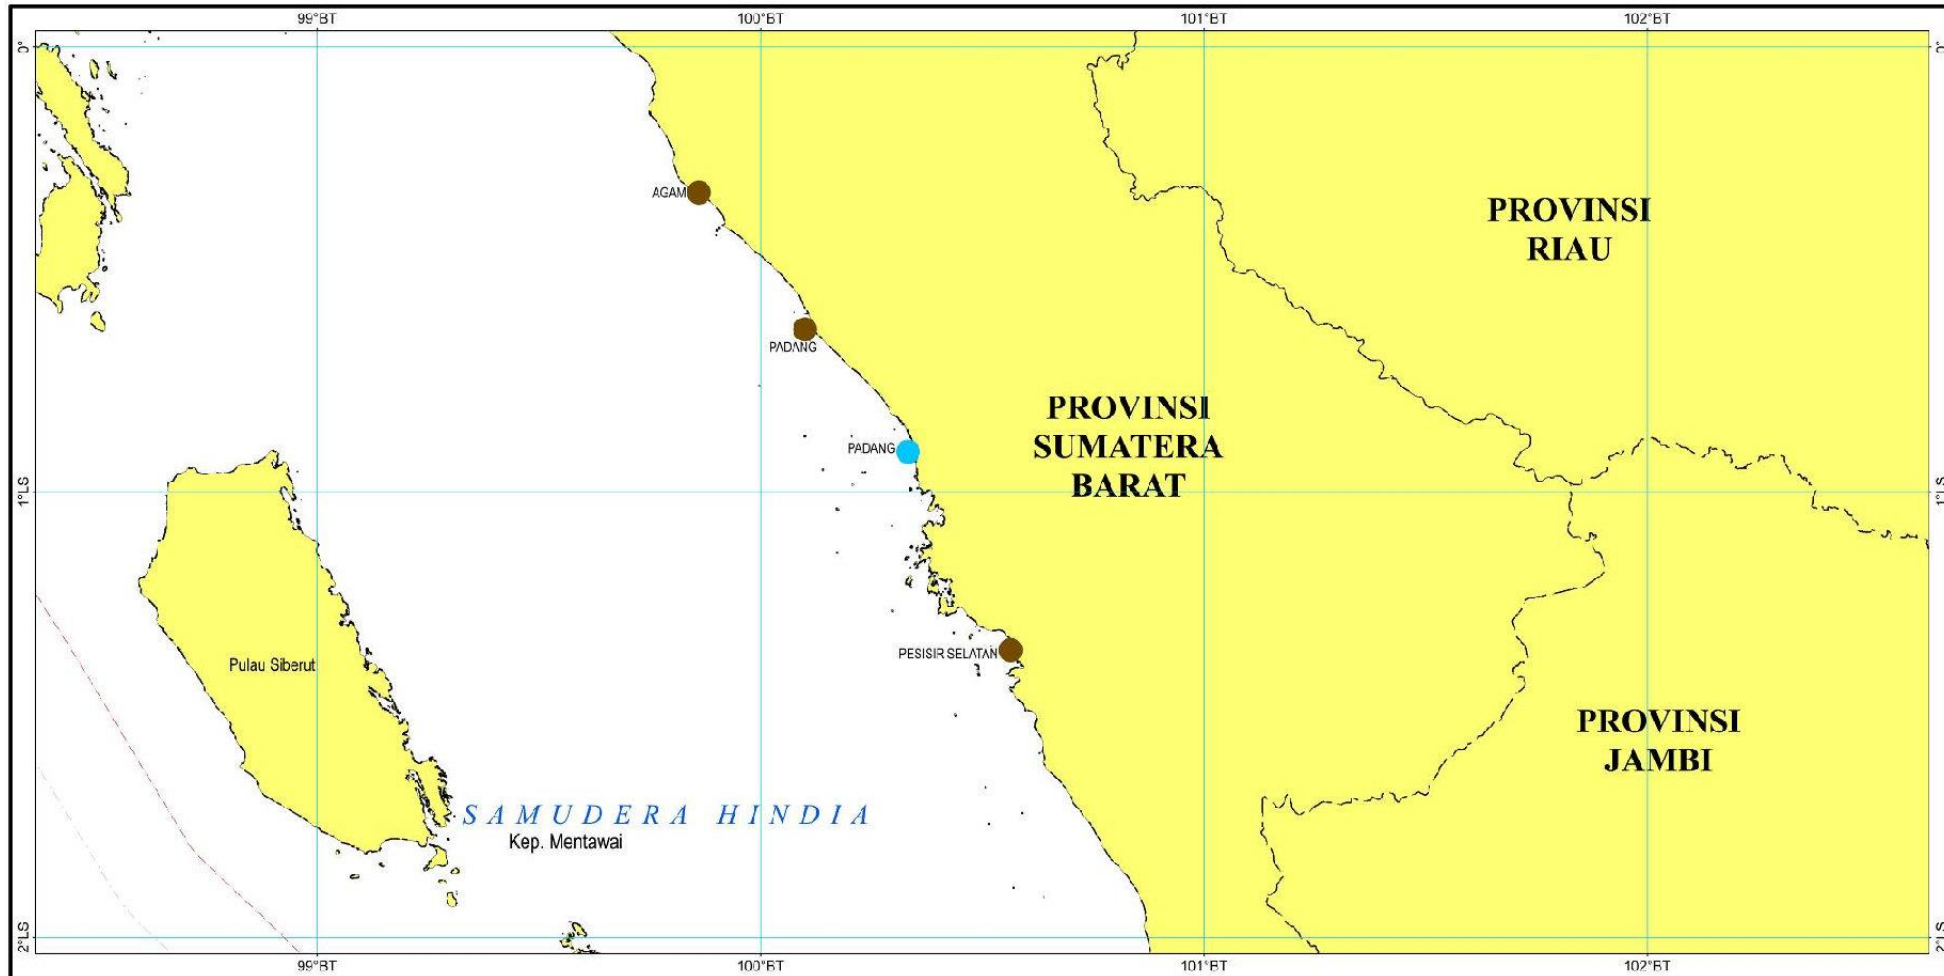 99°BT
100°BT
101°BT
102°BT
0°
0°
AGAM
PROVINSI
RIAU
PADANG
PROVINSI
SUMATERA
BARAT
PADANG
1°LS
1°LS
PESISIR SELATAN
Pulau Siberut
PROVINSI
JAMBI
SAMUDERA HINDIA
Kep. Mentawai
2°LS
2°LS
99°BT
100°BT
101°BT
102°BT